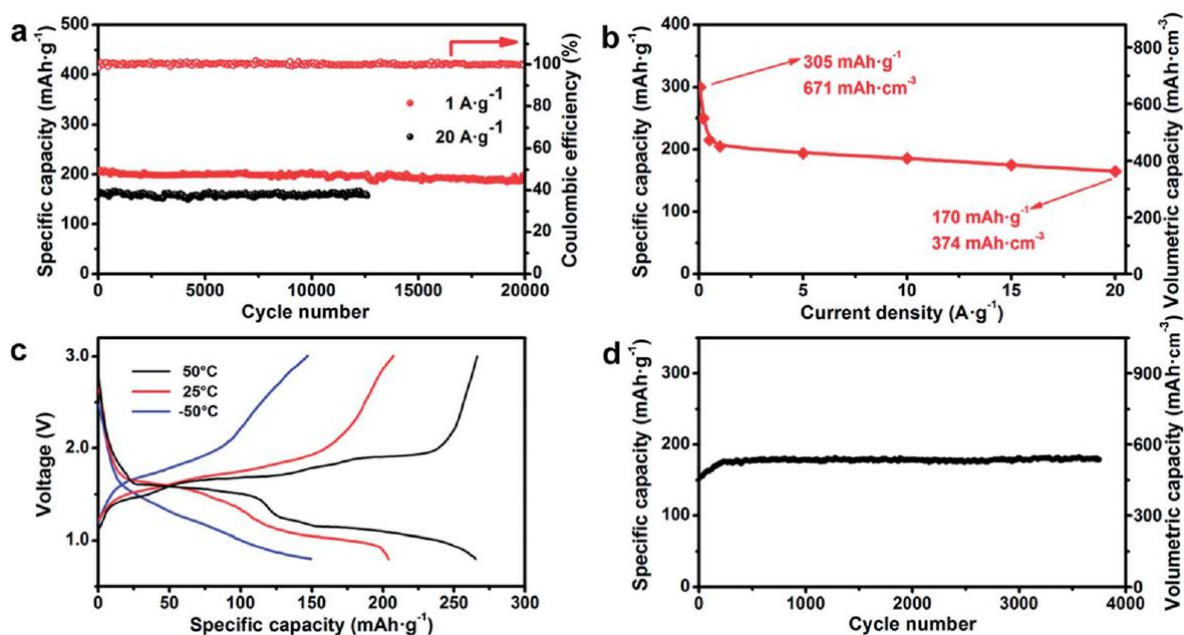 a
500
400
300
200
100
0
Specific capacity (mAh·g⁻¹)
0 5000 10000 15000 20000
Cycle number
100
80
60
40
20
0
Coulombic efficiency (%)
1 A·g⁻¹
20 A·g⁻¹
b
400
300
200
100
0
Specific capacity (mAh·g⁻¹)
0 5 10 15 20
Current density (A·g⁻¹)
800
600
400
200
0
Volumetric capacity (mAh·cm⁻³)
305 mAh·g⁻¹
671 mAh·cm⁻³
170 mAh·g⁻¹
374 mAh·cm⁻³
c
3.0
2.0
1.0
Voltage (V)
50°C
25°C
-50°C
0 50 100 150 200 250 300
Specific capacity (mAh·g⁻¹)
d
350
300
250
200
150
100
50
0
Specific capacity (mAh·g⁻¹)
0 1000 2000 3000 4000
Cycle number
900
600
300
0
Volumetric capacity (mAh·cm⁻³)